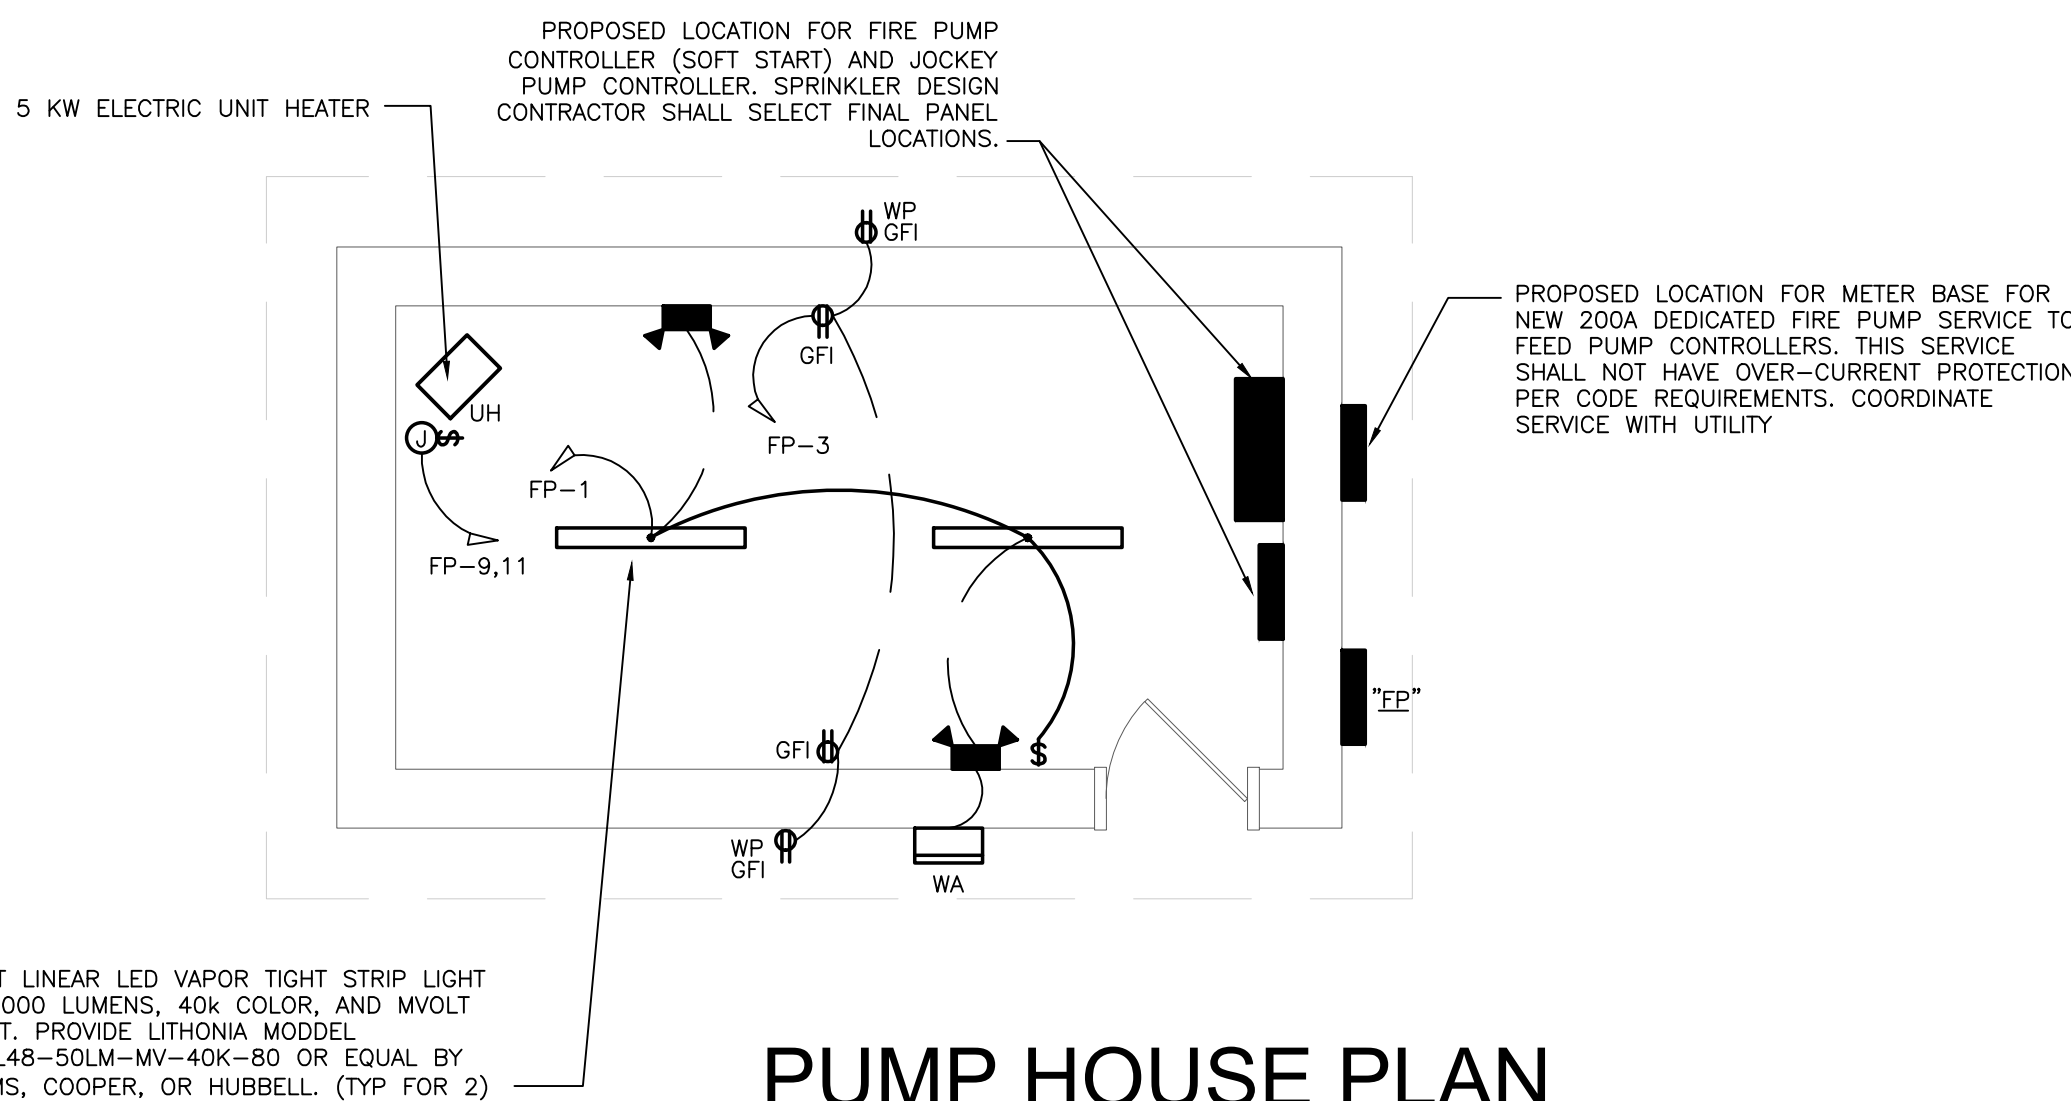 PROPOSED LOCATION FOR FIRE PUMP
CONTROLLER (SOFT START) AND JOCKEY
PUMP CONTROLLER. SPRINKLER DESIGN
CONTRACTOR SHALL SELECT FINAL PANEL
LOCATIONS.
5 KW ELECTRIC UNIT HEATER
WP
GFI
PROPOSED LOCATION FOR METER BASE FOR
NEW 200A DEDICATED FIRE PUMP SERVICE TO
FEED PUMP CONTROLLERS. THIS SERVICE
SHALL NOT HAVE OVER-CURRENT PROTECTION
PER CODE REQUIREMENTS. COORDINATE
SERVICE WITH UTILITY
GFI
UH
J
$
FP-3
FP-1
FP-9,11
"FP"
GFI
$
WP
GFI
WA
LINEAR LED VAPOR TIGHT STRIP LIGHT
000 LUMENS, 40k COLOR, AND MVOLT
T. PROVIDE LITHONIA MODDEL
L48-50LM-MV-40K-80 OR EQUAL BY
MS, COOPER, OR HUBBELL. (TYP FOR 2)
PUMP HOUSE PLAN